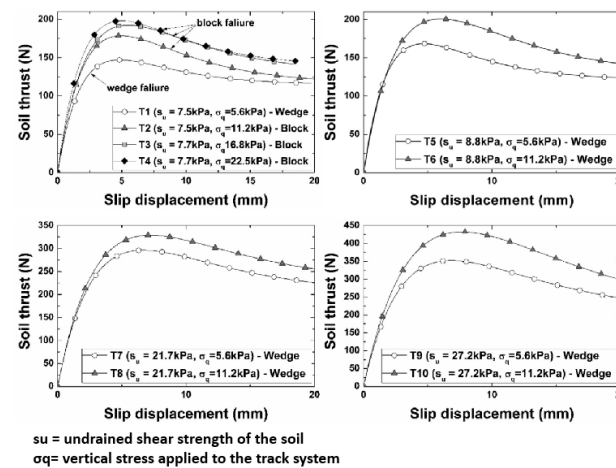 200
150
100
50
0
Soil thrust (N)
block faliure
wedge faliure
T1 (su = 7.5kPa, σq=5.6kPa) - Wedge
T2 (su = 7.5kPa, σq=11.2kPa) - Block
T3 (su = 7.7kPa, σq=16.8kPa) - Block
T4 (su = 7.7kPa, σq=22.5kPa) - Block
0 5 10 15 20
Slip displacement (mm)
200
150
100
50
0
Soil thrust (N)
T5 (su = 8.8kPa, σq=5.6kPa) - Wedge
T6 (su = 8.8kPa, σq=11.2kPa) - Wedge
0 10
Slip displacement (mm)
350
300
250
200
150
100
50
0
Soil thrust (N)
T7 (su = 21.7kPa, σq=5.6kPa) - Wedge
T8 (su = 21.7kPa, σq=11.2kPa) - Wedge
0 5 10 15 20
Slip displacement (mm)
450
400
350
300
250
200
150
100
50
0
Soil thrust (N)
T9 (su = 27.2kPa, σq=5.6kPa) - Wedge
T10 (su = 27.2kPa, σq=11.2kPa) - Wedge
0 10
Slip displacement (mm)
su = undrained shear strength of the soil
σq= vertical stress applied to the track system